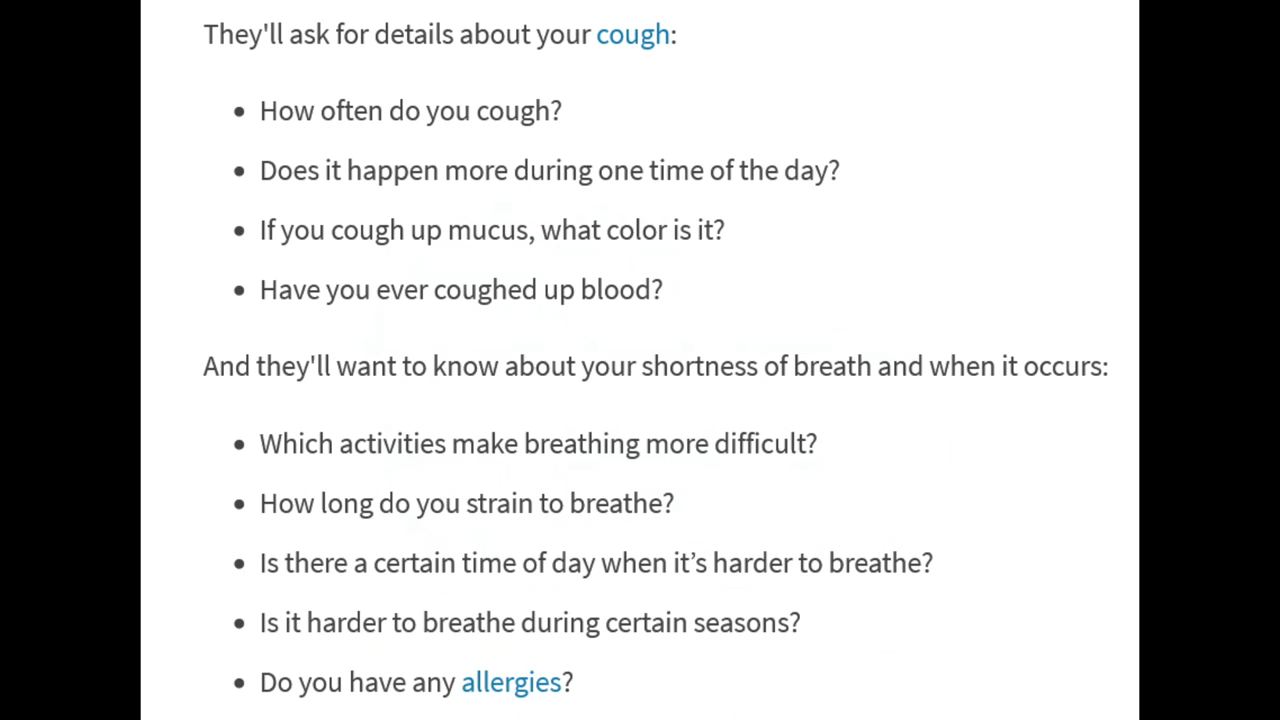 They'll ask for details about your cough:
• How often do you cough?
• Does it happen more during one time of the day?
• If you cough up mucus, what color is it?
• Have you ever coughed up blood?
And they'll want to know about your shortness of breath and when it occurs:
• Which activities make breathing more difficult?
• How long do you strain to breathe?
• Is there a certain time of day when it’s harder to breathe?
• Is it harder to breathe during certain seasons?
• Do you have any allergies?